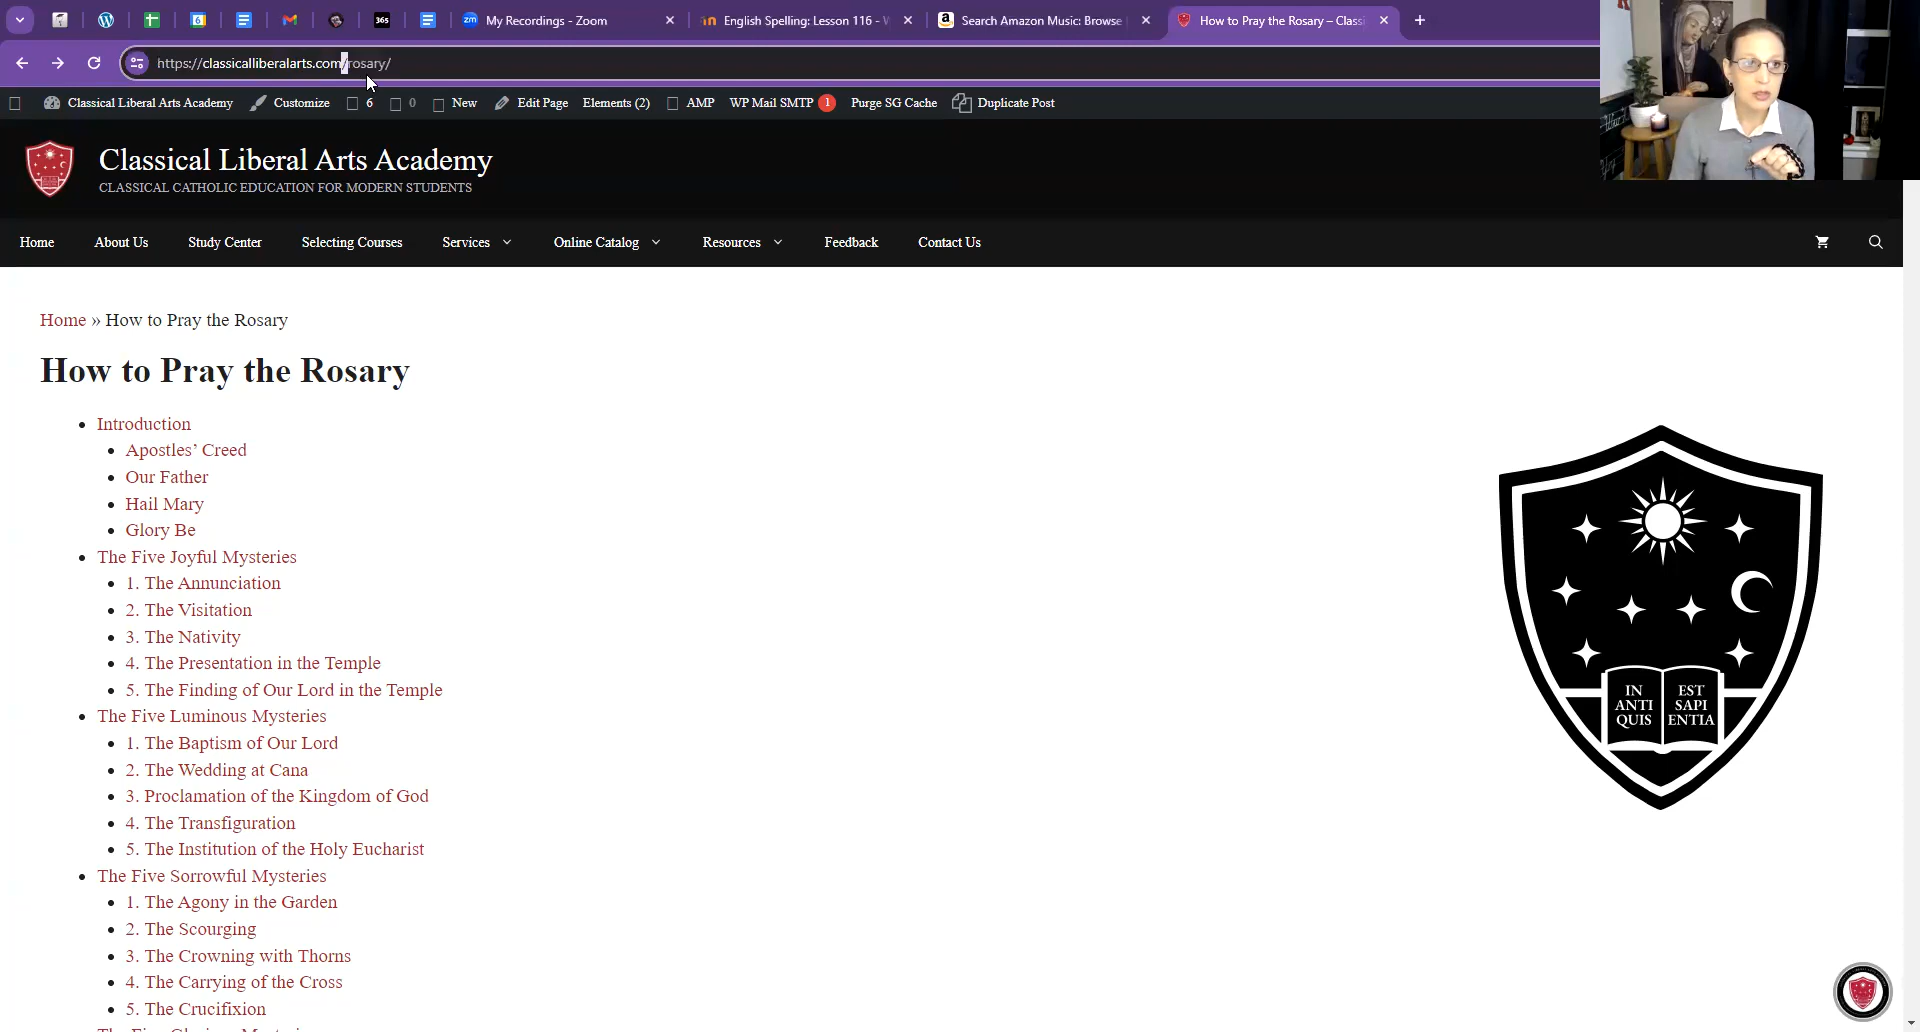 My Recordings - Zoom
English Spelling: Lesson 116 -
Search Amazon Music: Browse
How to Pray the Rosary – Classi
https://classicalliberalarts.com/rosary/
Classical Liberal Arts Academy
Customize
6
0
New
Edit Page
Elements (2)
AMP
WP Mail SMTP 1
Purge SG Cache
Duplicate Post
Classical Liberal Arts Academy
CLASSICAL CATHOLIC EDUCATION FOR MODERN STUDENTS
Home
About Us
Study Center
Selecting Courses
Services
Online Catalog
Resources
Feedback
Contact Us
Home » How to Pray the Rosary
How to Pray the Rosary
Introduction
Apostles’ Creed
Our Father
Hail Mary
Glory Be
The Five Joyful Mysteries
1. The Annunciation
2. The Visitation
3. The Nativity
4. The Presentation in the Temple
5. The Finding of Our Lord in the Temple
The Five Luminous Mysteries
1. The Baptism of Our Lord
2. The Wedding at Cana
3. Proclamation of the Kingdom of God
4. The Transfiguration
5. The Institution of the Holy Eucharist
The Five Sorrowful Mysteries
1. The Agony in the Garden
2. The Scourging
3. The Crowning with Thorns
4. The Carrying of the Cross
5. The Crucifixion
IN
ANTI
QUIS
EST
SAPI
ENTIA